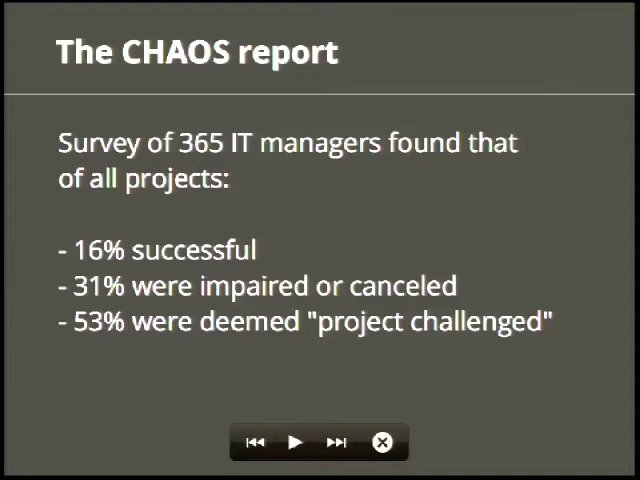 The CHAOS report
Survey of 365 IT managers found that
of all projects:
- 16% successful
- 31% were impaired or canceled
- 53% were deemed "project challenged"